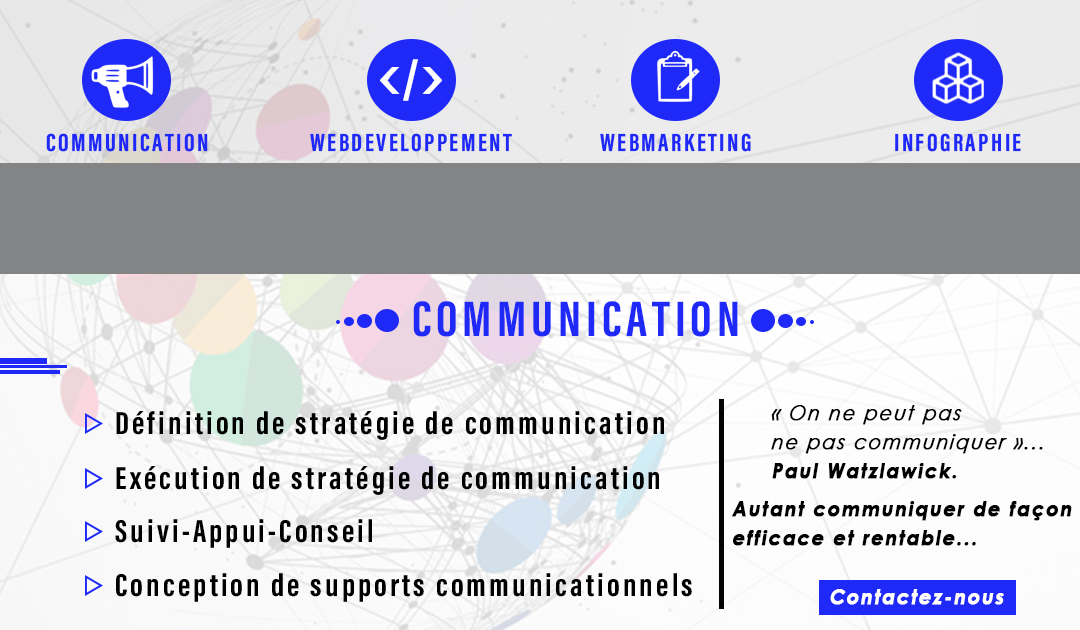 COMMUNICATION
WEBDEVELOPPEMENT
WEBMARKETING
INFOGRAPHIE
COMMUNICATION
Définition de stratégie de communication
Exécution de stratégie de communication
Suivi-Appui-Conseil
Conception de supports communicationnels
« On ne peut pas
ne pas communiquer »...
Paul Watzlawick.
Autant communiquer de façon
efficace et rentable...
Contactez-nous